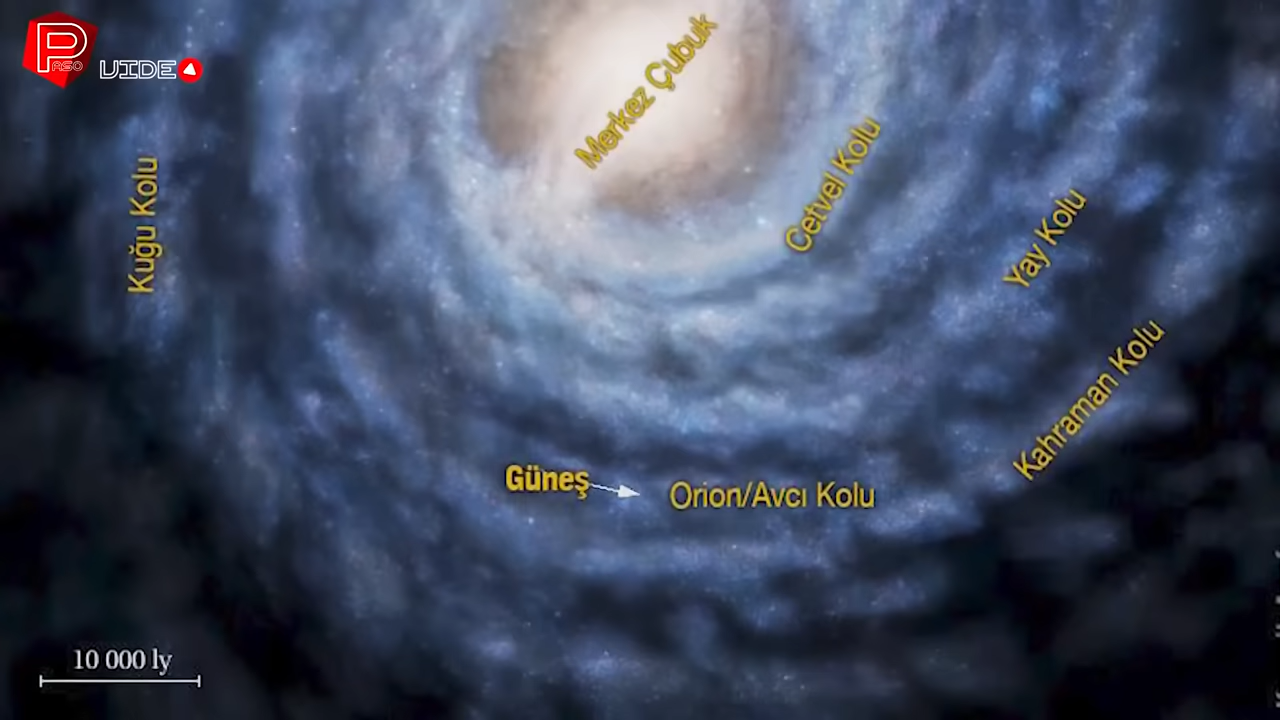 PASO
VIDEO
Merkez Çubuk
Cetvel Kolu
Kuğu Kolu
Yay Kolu
Kahraman Kolu
Güneş
Orion/Avcı Kolu
10 000 ly